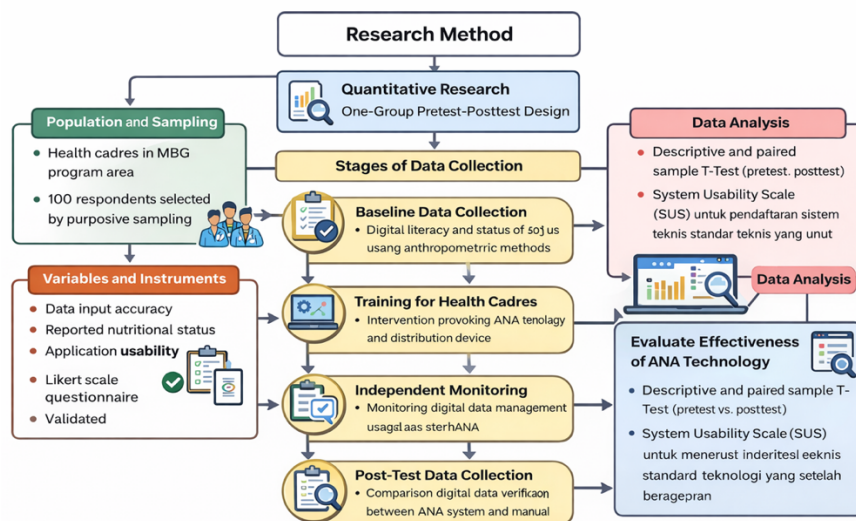 Research Method
Quantitative Research
One-Group Pretest-Posttest Design
Population and Sampling
Health cadres in MBG
program area
100 respondents selected
by purposive sampling
Stages of Data Collection
Baseline Data Collection
Digital literacy and status of us
usang anthropometric methods
Training for Health Cadres
Intervention provoking ANA tenology
and distribution device
Independent Monitoring
Monitoring digital data management
Post-Test Data Collection
Comparison digital data
between ANA system and manual
Variables and Instruments
Data input accuracy
Reported nutritional status
Application usability
Likert scale
questionnaire
Validated
Data Analysis
Descriptive and paired
sample T-Test (pretest. posttest)
System Usability Scale
(SUS) untuk pendaftaran sistem
teknis standar teknis yang unut
Data Analysis
Evaluate Effectiveness
of ANA Technology
Descriptive and paired sample T-
Test (pretest vs. posttest)
System Usability Scale (SUS)
untuk menerust inderitesl eeknis
standard teknologi yang setelah
beragepran